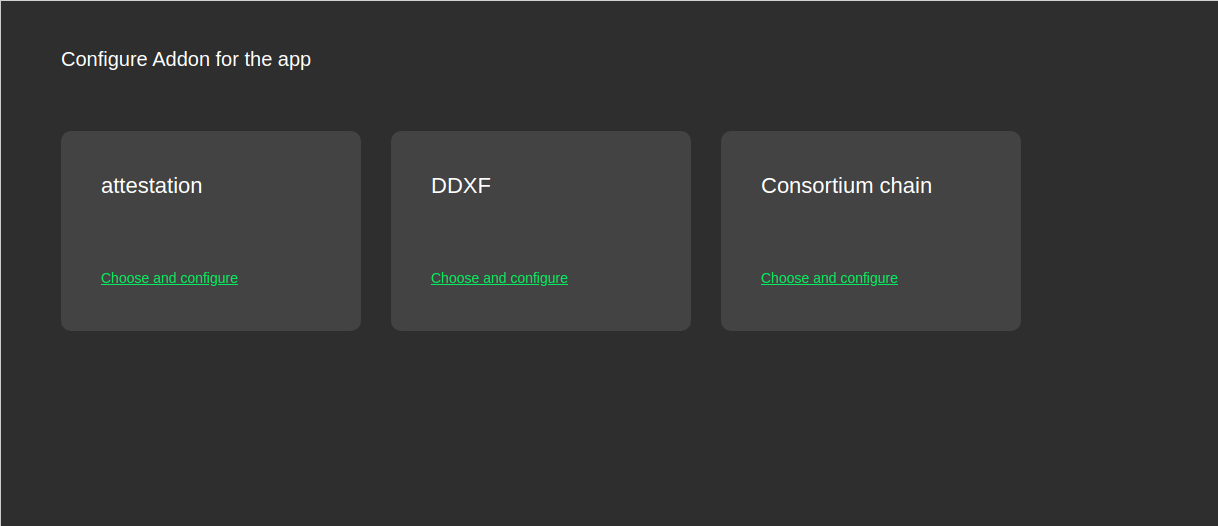 Configure Addon for the app
attestation
Choose and configure
DDXF
Choose and configure
Consortium chain
Choose and configure